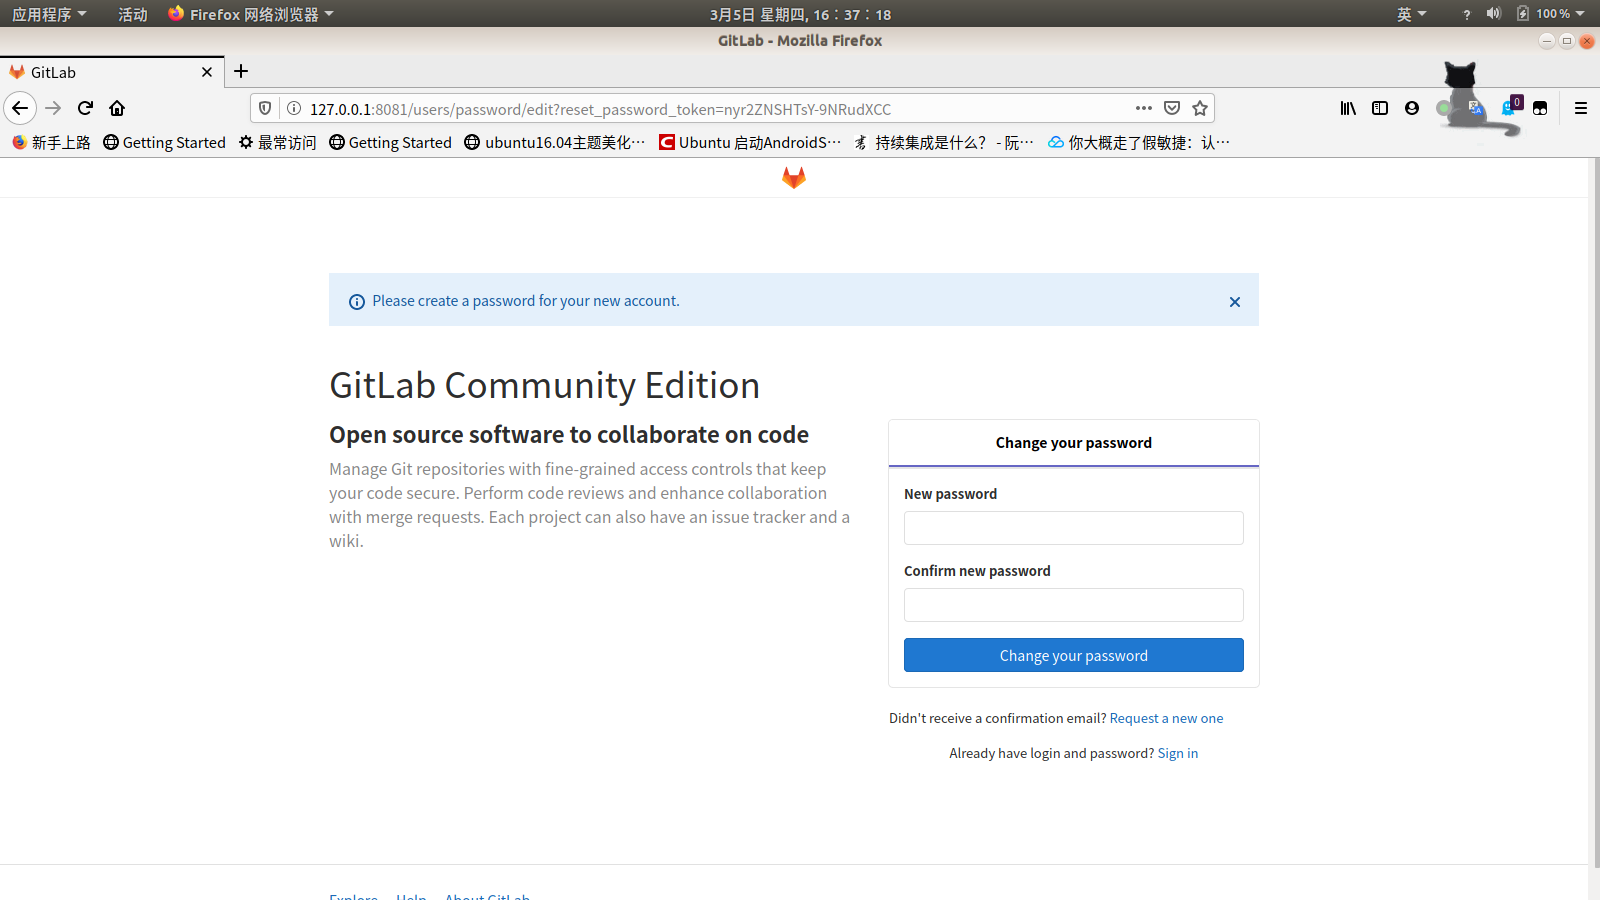 应用程序 活动 Firefox 网络浏览器 3月5日 星期四, 16∶37∶18 英 ? 100 %
GitLab - Mozilla Firefox
GitLab
127.0.0.1:8081/users/password/edit?reset_password_token=nyr2ZNSHTsY-9NRudXCC 0
新手上路 Getting Started 最常访问 Getting Started ubuntu16.04主题美化··· Ubuntu 启动AndroidS··· 持续集成是什么? - 阮··· 你大概走了假敏捷：认···
Please create a password for your new account.
GitLab Community Edition
Open source software to collaborate on code
Manage Git repositories with fine-grained access controls that keep
your code secure. Perform code reviews and enhance collaboration
with merge requests. Each project can also have an issue tracker and a
wiki.
Change your password
New password
Confirm new password
Change your password
Didn't receive a confirmation email? Request a new one
Already have login and password? Sign in
Explore Help About GitLab